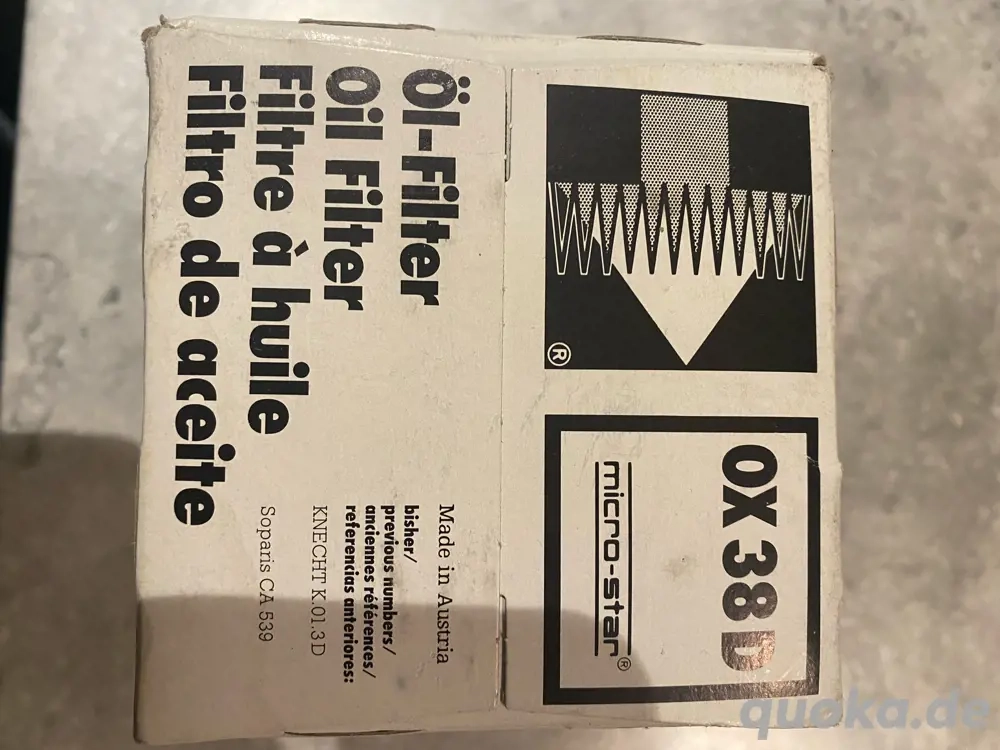 ®
OX 38 D
micro-star®
Öl-Filter
Oil Filter
Filtre à huile
Filtro de aceite
Made in Austria
bisher/
previous numbers/
anciennes références/
referencias anteriores:
KNECHT K.01.3 D
Soparis CA 539
quoka.de